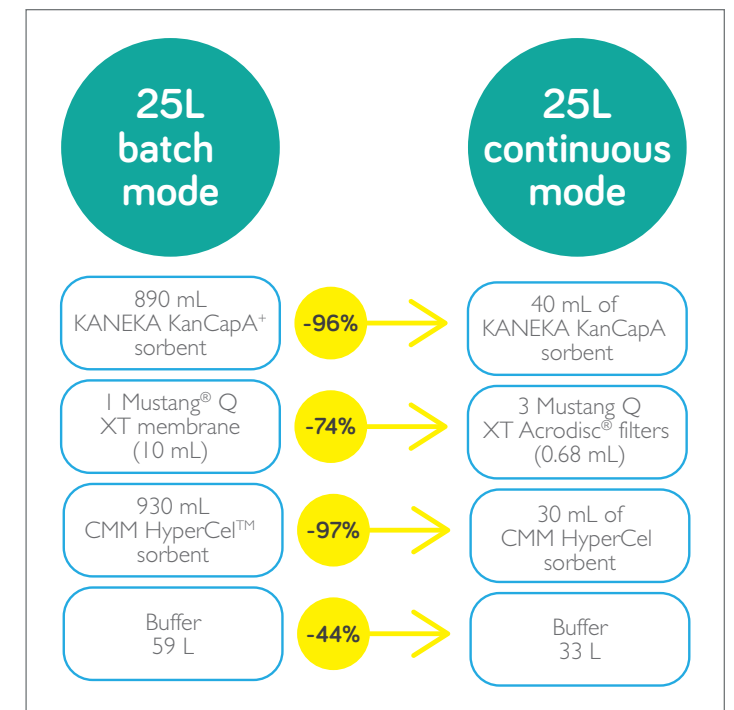 25L
batch
mode
25L
continuous
mode
890 mL
KANEKA KanCapA⁺
sorbent
-96%
40 mL of
KANEKA KanCapA
sorbent
1 Mustang® Q
XT membrane
(10 mL)
-74%
3 Mustang Q
XT Acrodisc® filters
(0.68 mL)
930 mL
CMM HyperCel™
sorbent
-97%
30 mL of
CMM HyperCel
sorbent
Buffer
59 L
-44%
Buffer
33 L